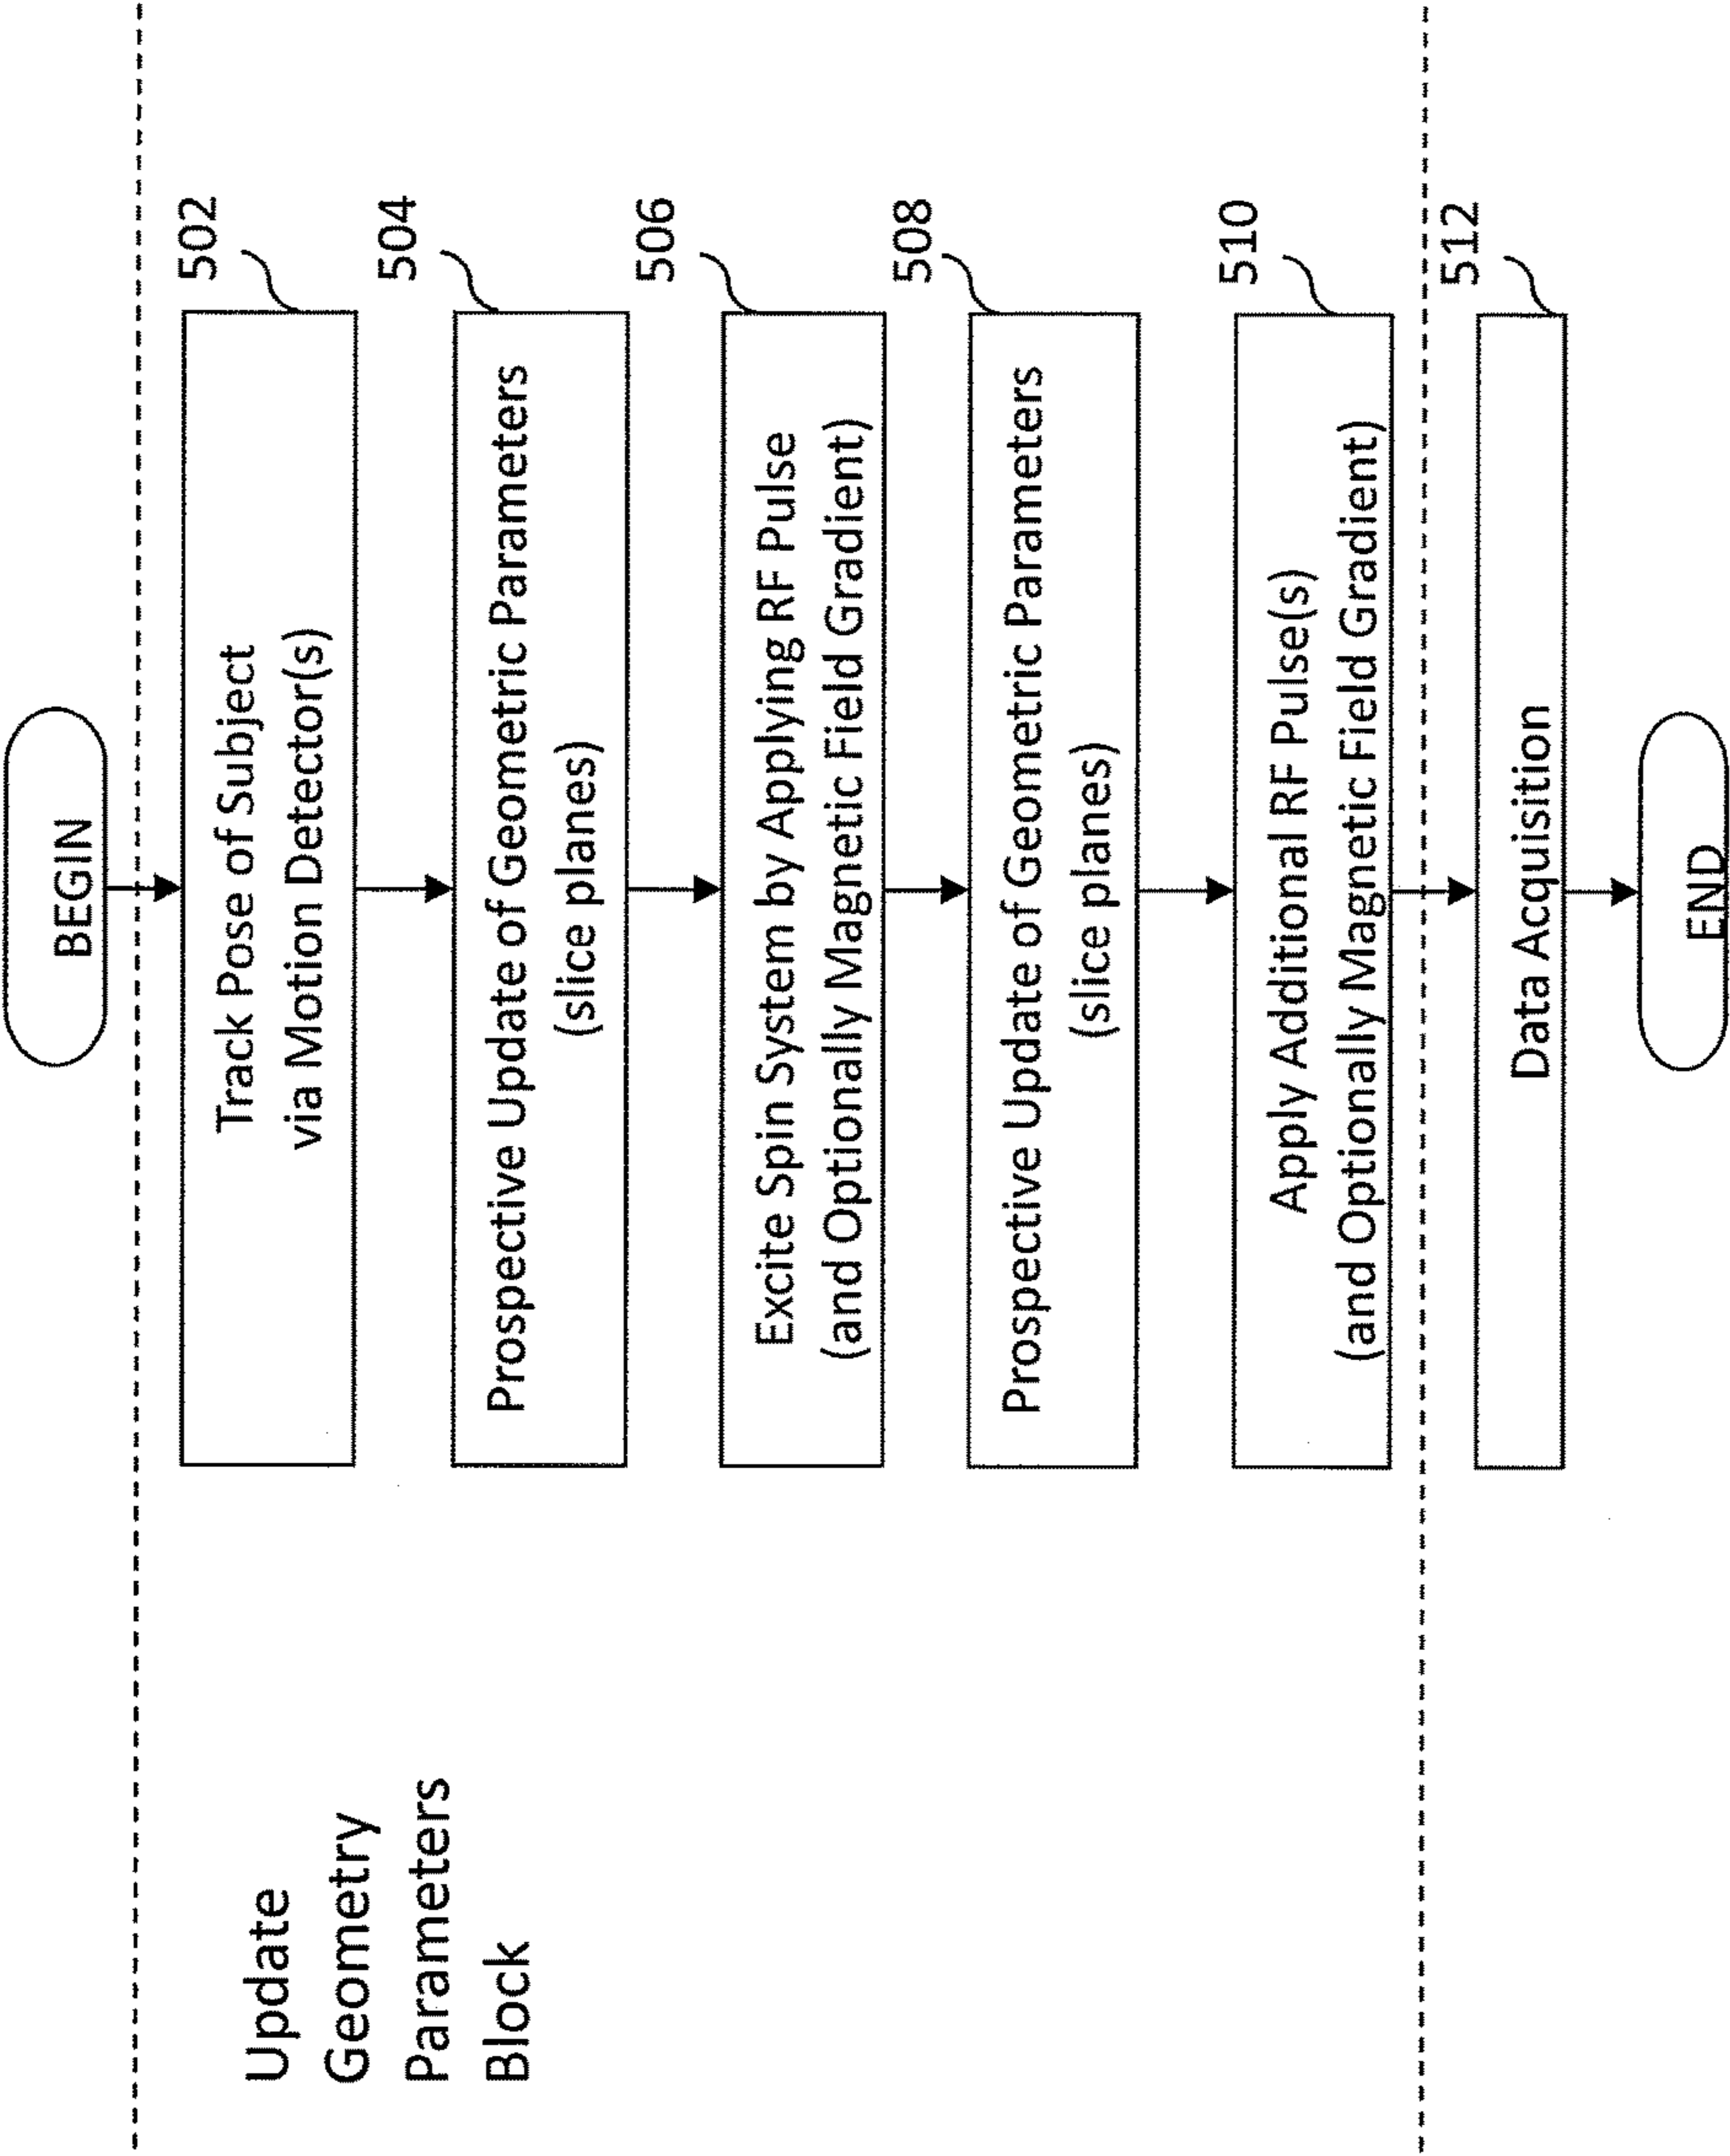 BEGIN
Update
Geometry
Parameters
Block
502
Track Pose of Subject
via Motion Detector(s)
504
Prospective Update of Geometric Parameters
(slice planes)
506
Excite Spin System by Applying RF Pulse
(and Optionally Magnetic Field Gradient)
508
Prospective Update of Geometric Parameters
(slice planes)
510
Apply Additional RF Pulse(s)
(and Optionally Magnetic Field Gradient)
512
Data Acquisition
END